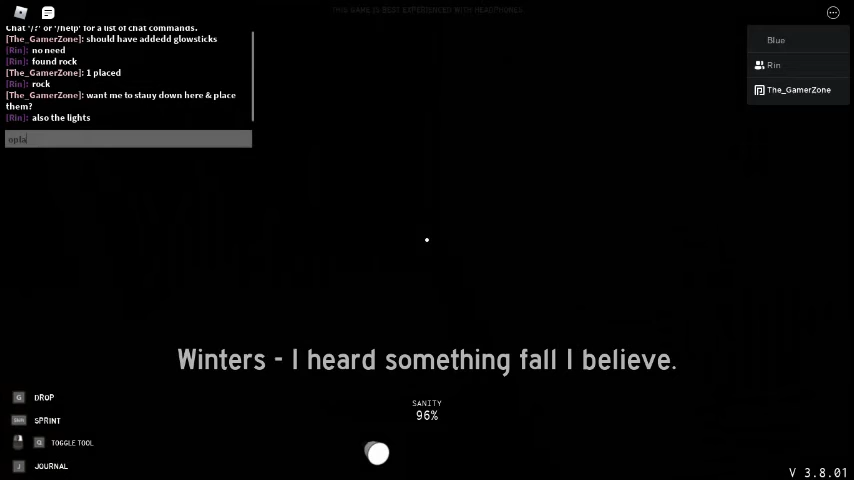 THIS GAME IS BEST EXPERIENCED WITH HEADPHONES
Chat '/?' or '/help' for a list of chat commands.
[The_GamerZone]: should have addedd glowsticks
[Rin]: no need
[Rin]: found rock
[The_GamerZone]: 1 placed
[Rin]: rock
[The_GamerZone]: want me to stauy down here & place
them?
[Rin]: also the lights
opla
Blue
Rin
The_GamerZone
Winters - I heard something fall I believe.
SANITY
96%
G DROP
SPRINT
Q TOGGLE TOOL
J JOURNAL
V 3.8.01